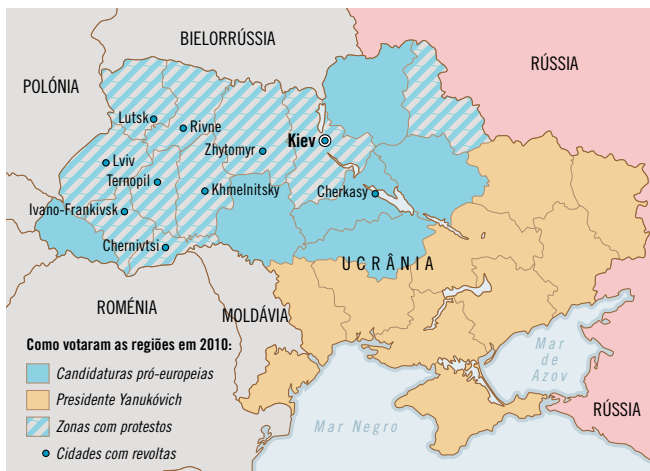 BIELORRÚSSIA
RÚSSIA
POLÓNIA
Lutsk
Rivne
Kiev
Zhytomyr
Lviv
Ternopil
Khmelnitsky
Cherkasy
Ivano-Frankivsk
Chernivtsi
UCRÂNIA
ROMÉNIA
MOLDÁVIA
Mar
de
Azov
RÚSSIA
Mar Negro
Como votaram as regiões em 2010:
Candidaturas pró-europeias
Presidente Yanukóvich
Zonas com protestos
Cidades com revoltas